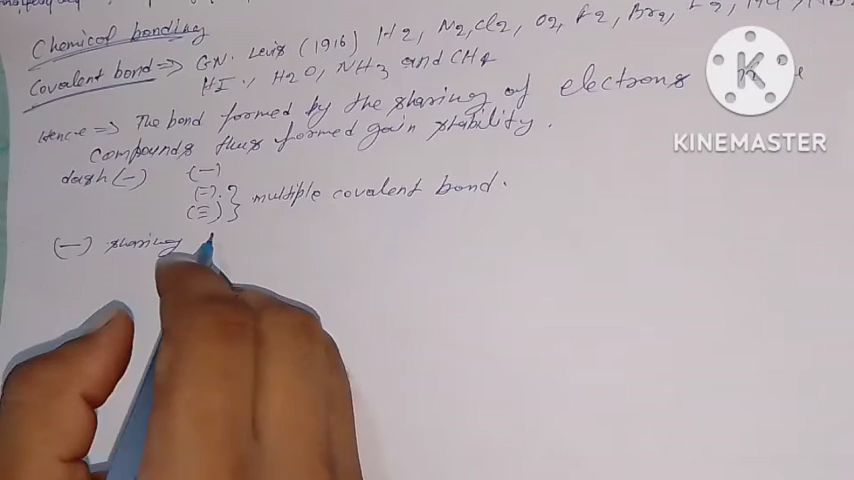 Chemical bonding
Covalent bond => G.N. Lewis (1916) H2, N2, Cl2, O2, F2, Br2,
HI., H2O, NH3 and CH4
Hence => The bond formed by the sharing of electrons
compounds thus formed gain stability.
dash (-) (-)
(=)
(≡) } multiple covalent bond.
(-) sharing
K
KINEMASTER